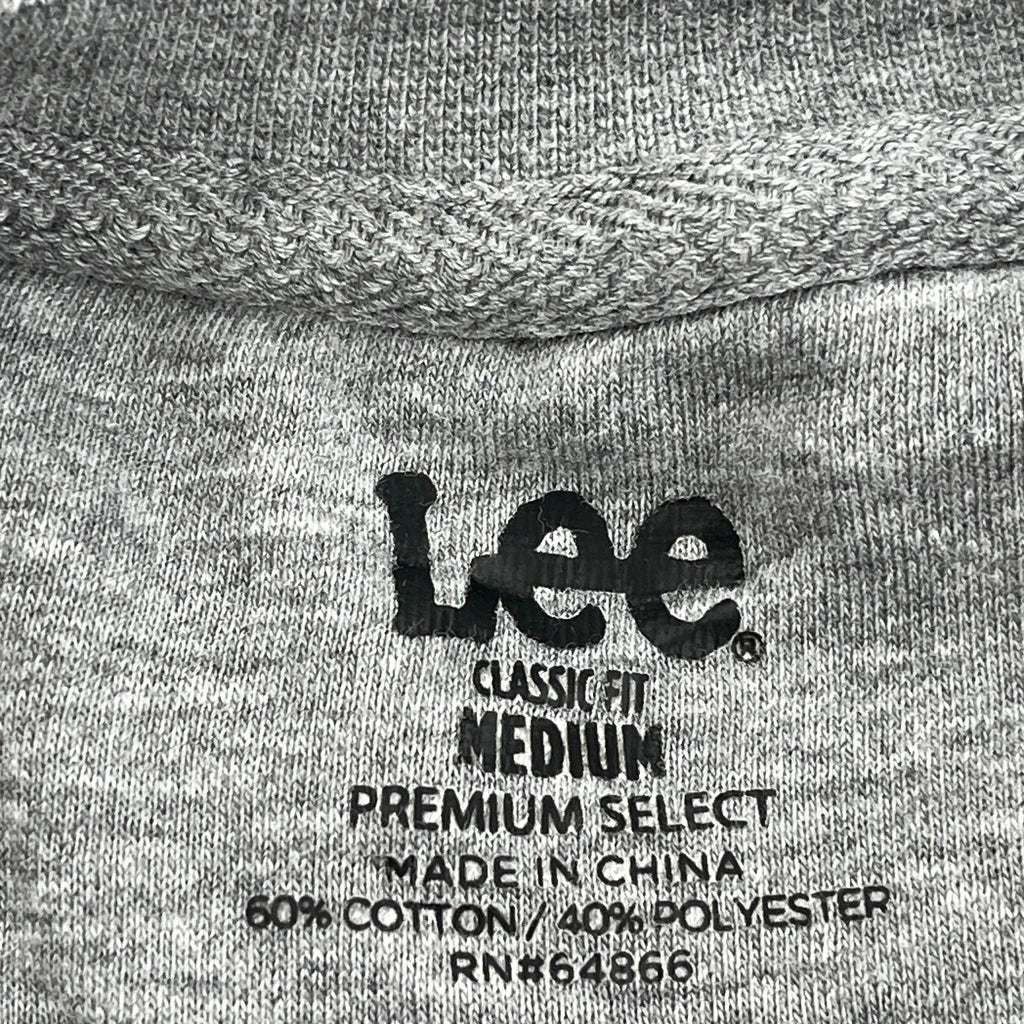 Lee®
CLASSIC FIT
MEDIUM
PREMIUM SELECT
MADE IN CHINA
60% COTTON / 40% POLYESTER
RN#64866